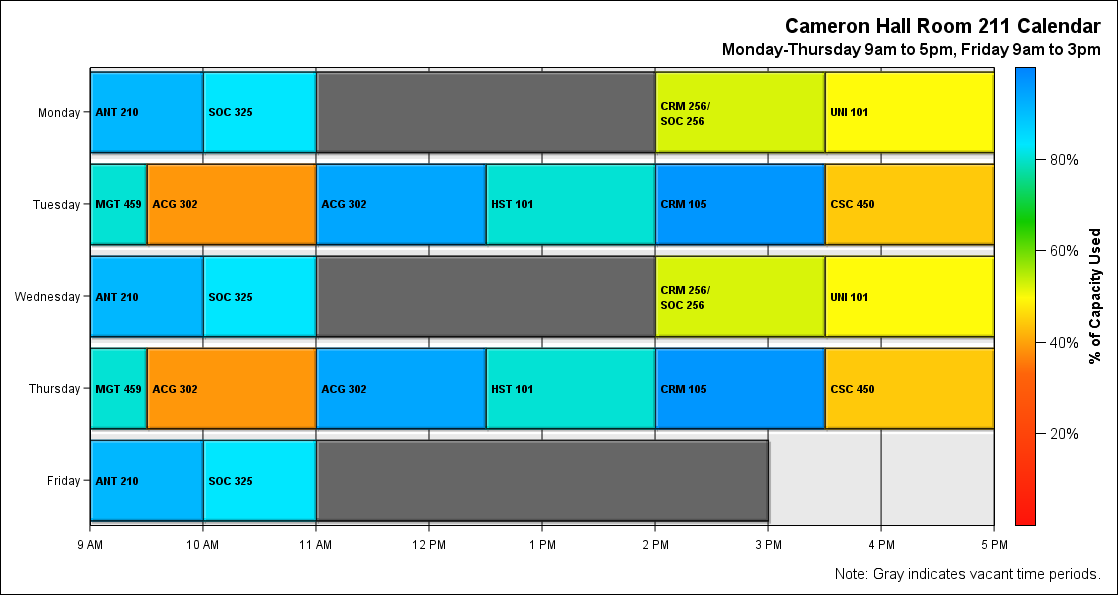 Cameron Hall Room 211 Calendar
Monday-Thursday 9am to 5pm, Friday 9am to 3pm
Monday
ANT 210
SOC 325
CRM 256/
SOC 256
UNI 101
Tuesday
MGT 459
ACG 302
ACG 302
HST 101
CRM 105
CSC 450
Wednesday
ANT 210
SOC 325
CRM 256/
SOC 256
UNI 101
Thursday
MGT 459
ACG 302
ACG 302
HST 101
CRM 105
CSC 450
Friday
ANT 210
SOC 325
9 AM
10 AM
11 AM
12 PM
1 PM
2 PM
3 PM
4 PM
5 PM
80%
60%
40%
20%
% of Capacity Used
Note: Gray indicates vacant time periods.